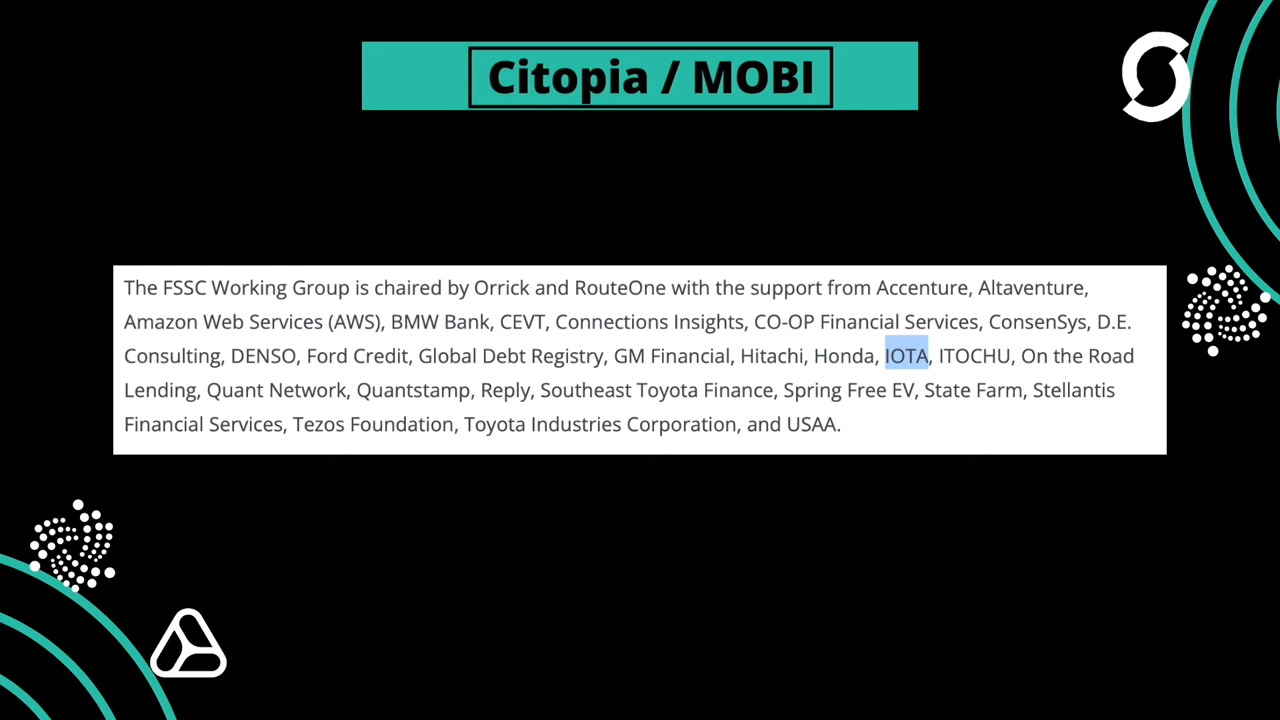 Citopia / MOBI
The FSSC Working Group is chaired by Orrick and RouteOne with the support from Accenture, Altaventure,
Amazon Web Services (AWS), BMW Bank, CEVT, Connections Insights, CO-OP Financial Services, ConsenSys, D.E.
Consulting, DENSO, Ford Credit, Global Debt Registry, GM Financial, Hitachi, Honda, IOTA, ITOCHU, On the Road
Lending, Quant Network, Quantstamp, Reply, Southeast Toyota Finance, Spring Free EV, State Farm, Stellantis
Financial Services, Tezos Foundation, Toyota Industries Corporation, and USAA.